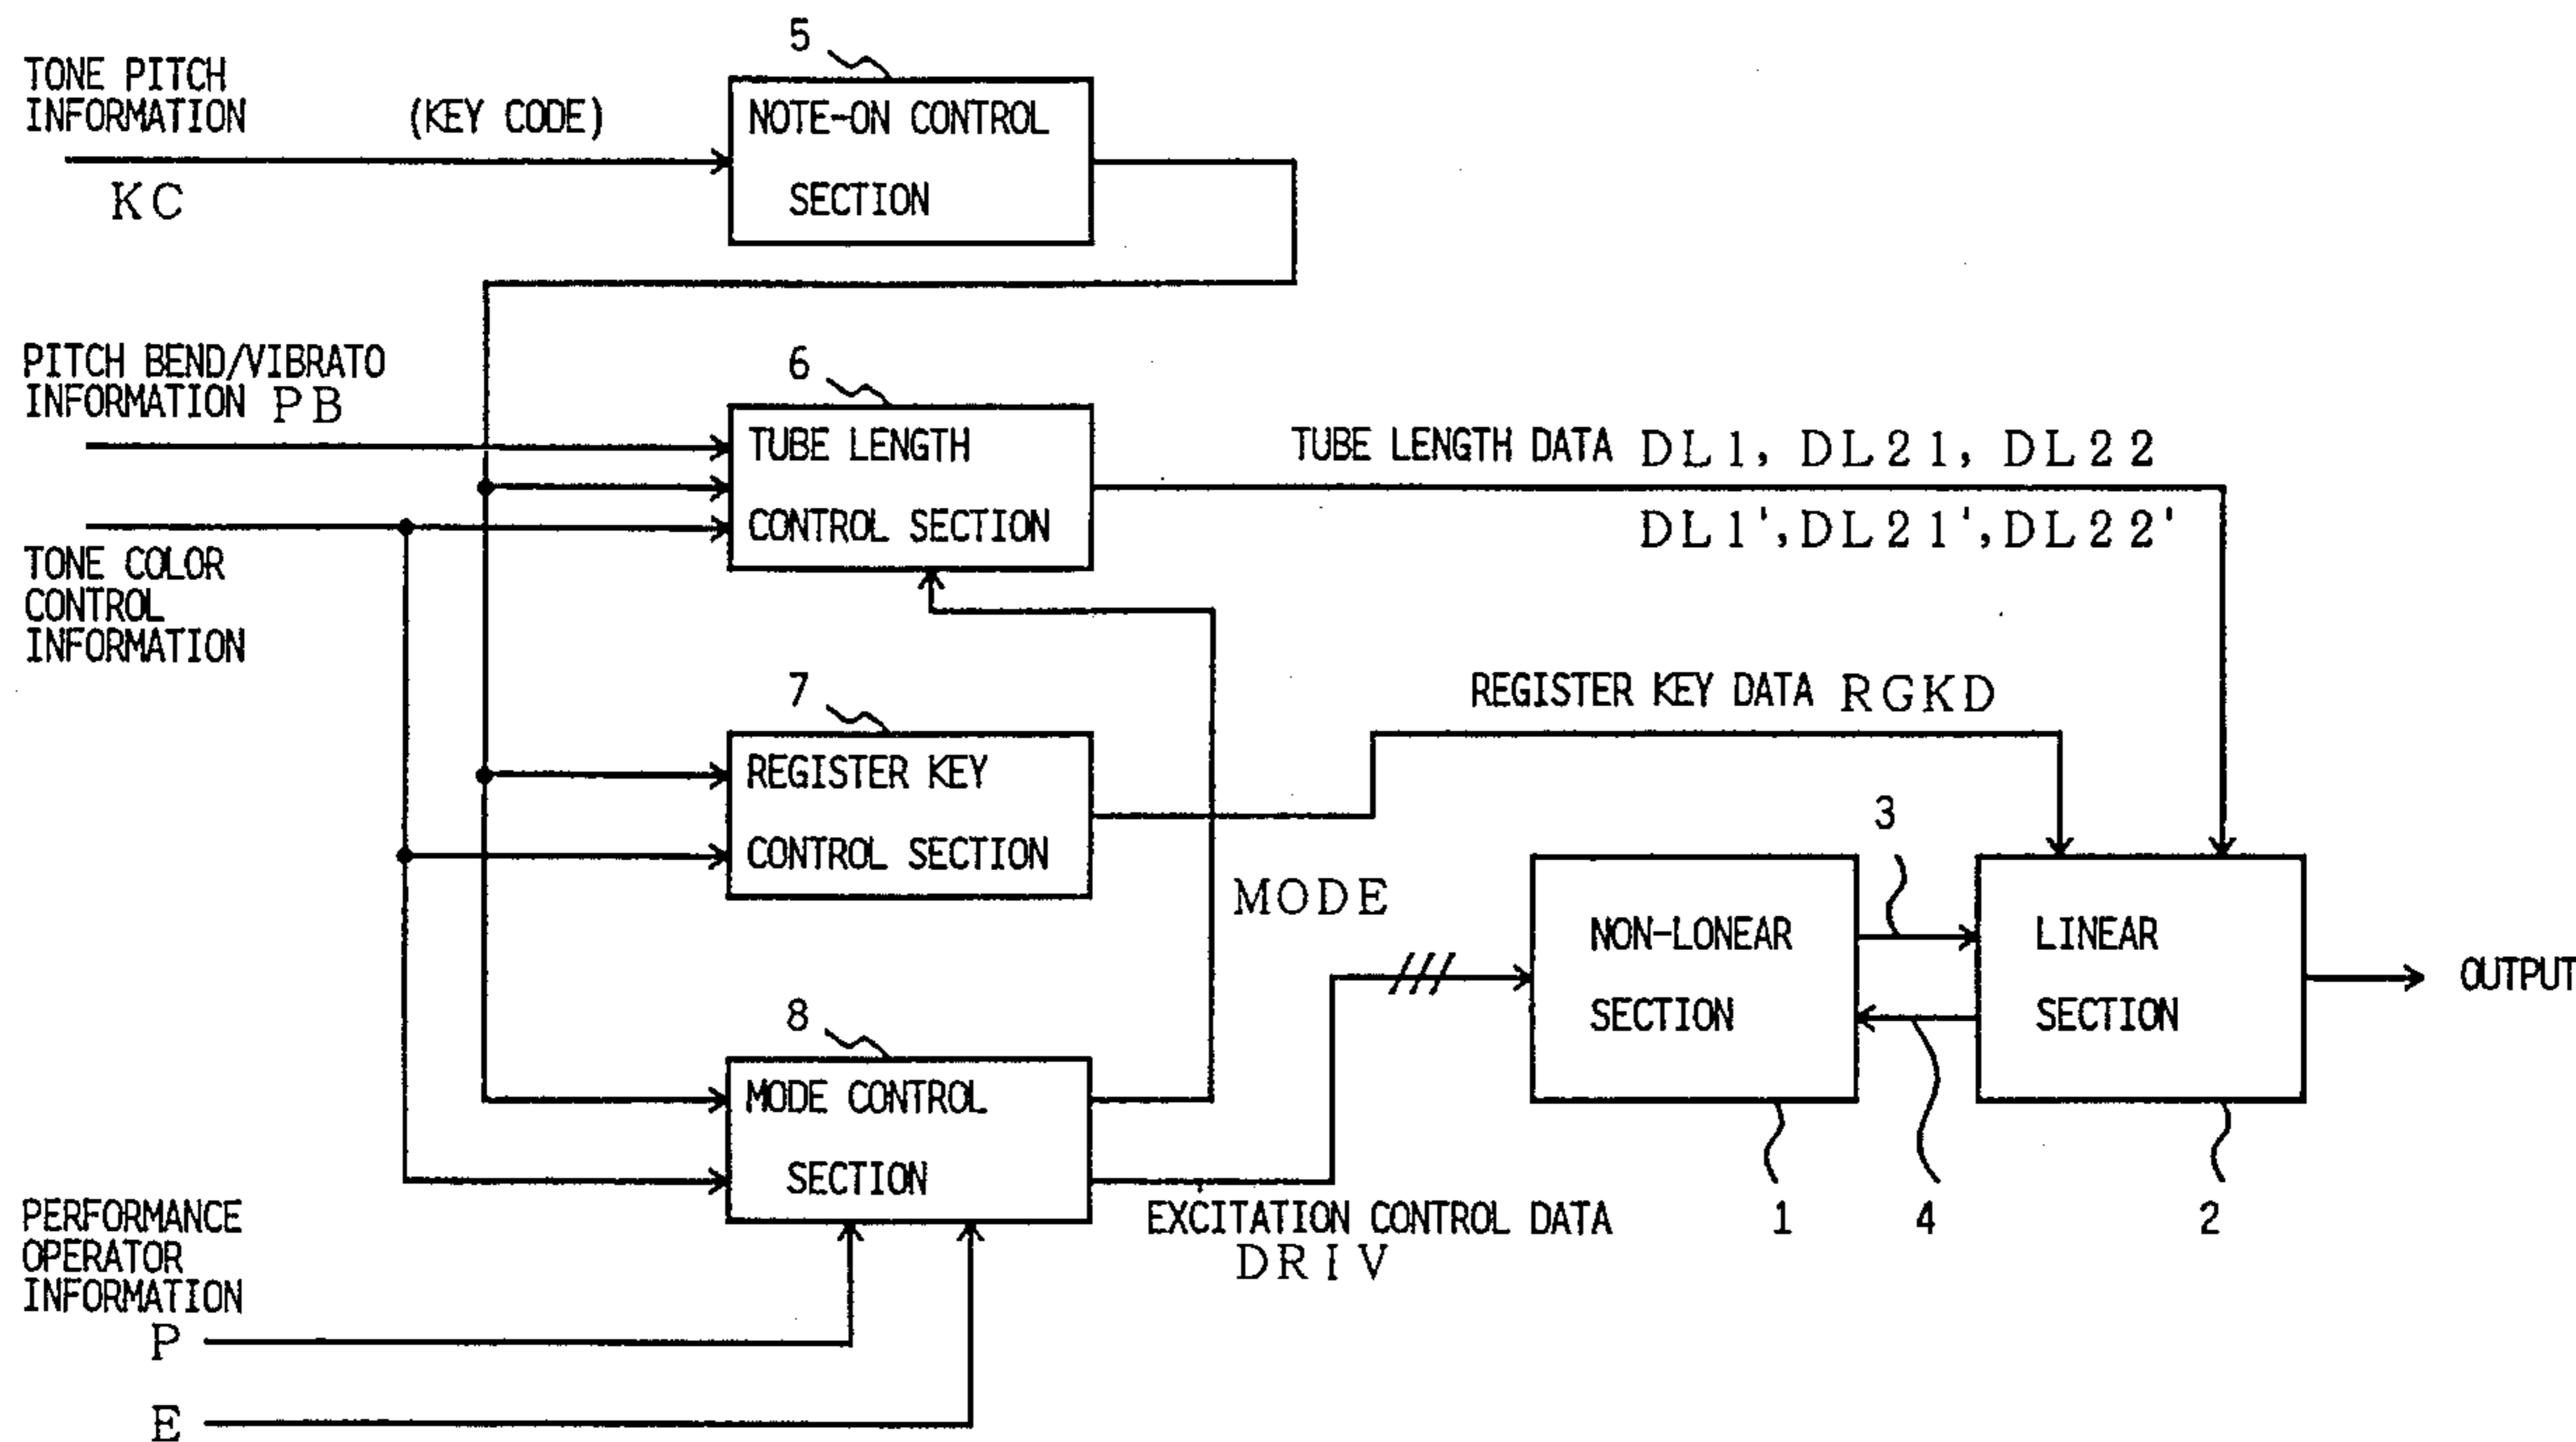 5
TONE PITCH
INFORMATION
(KEY CODE)
KC
NOTE-ON CONTROL
SECTION
PITCH BEND/VIBRATO
INFORMATION PB
6
TUBE LENGTH
CONTROL SECTION
TUBE LENGTH DATA DL1, DL21, DL22
DL1',DL21',DL22'
TONE COLOR
CONTROL
INFORMATION
7
REGISTER KEY
CONTROL SECTION
REGISTER KEY DATA RGKD
MODE
3
NON-LONEAR
SECTION
LINEAR
SECTION
OUTPUT
8
MODE CONTROL
SECTION
1
4
2
EXCITATION CONTROL DATA
DRIV
PERFORMANCE
OPERATOR
INFORMATION
P
E